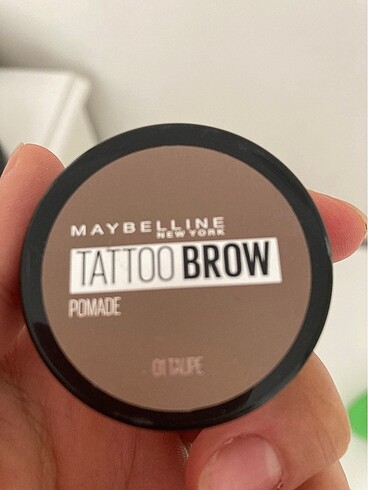 MAYBELLINE
NEW YORK
TATTOO BROW
POMADE
01 TAUPE